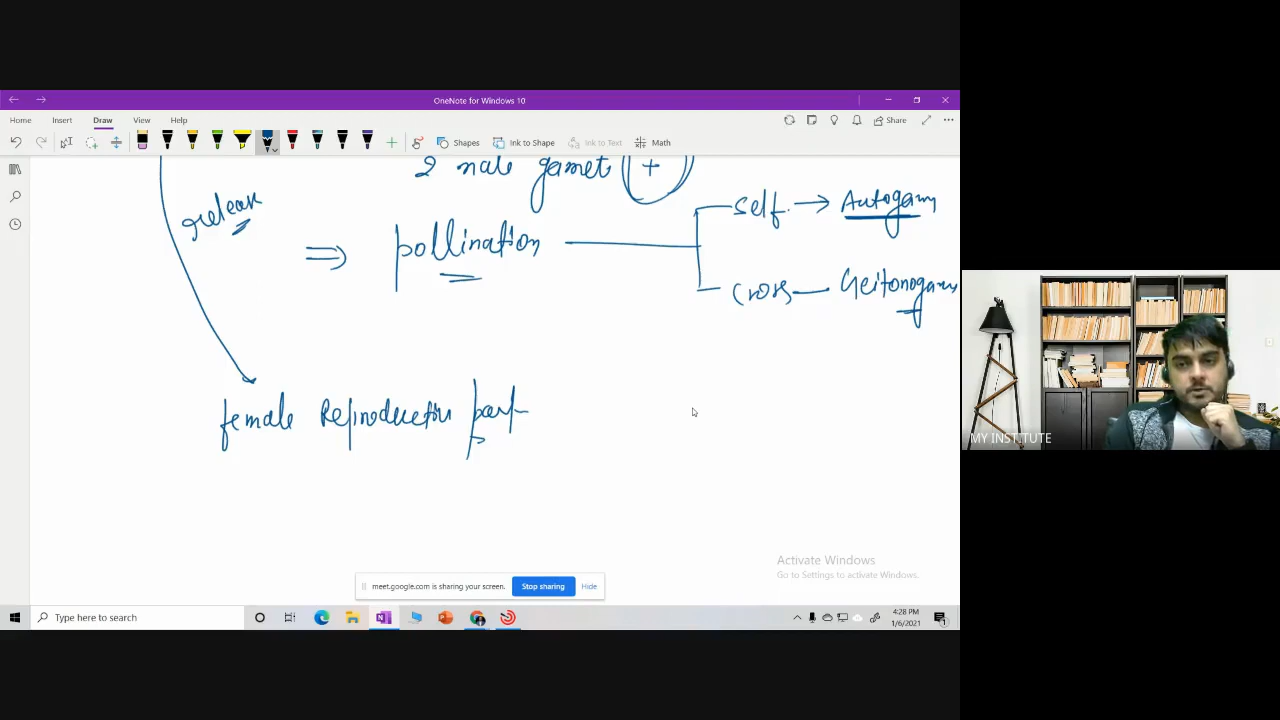 OneNote for Windows 10
Home Insert Draw View Help
Share
Shapes Ink to Shape Ink to Text Math
2 male gamet +
release
self → Autogamy
⇒ pollination
cross — Geitonogamy
female Reproductive part
MY INSTITUTE
Activate Windows
Go to Settings to activate Windows.
meet.google.com is sharing your screen. Stop sharing Hide
Type here to search
4:28 PM
1/6/2021
1